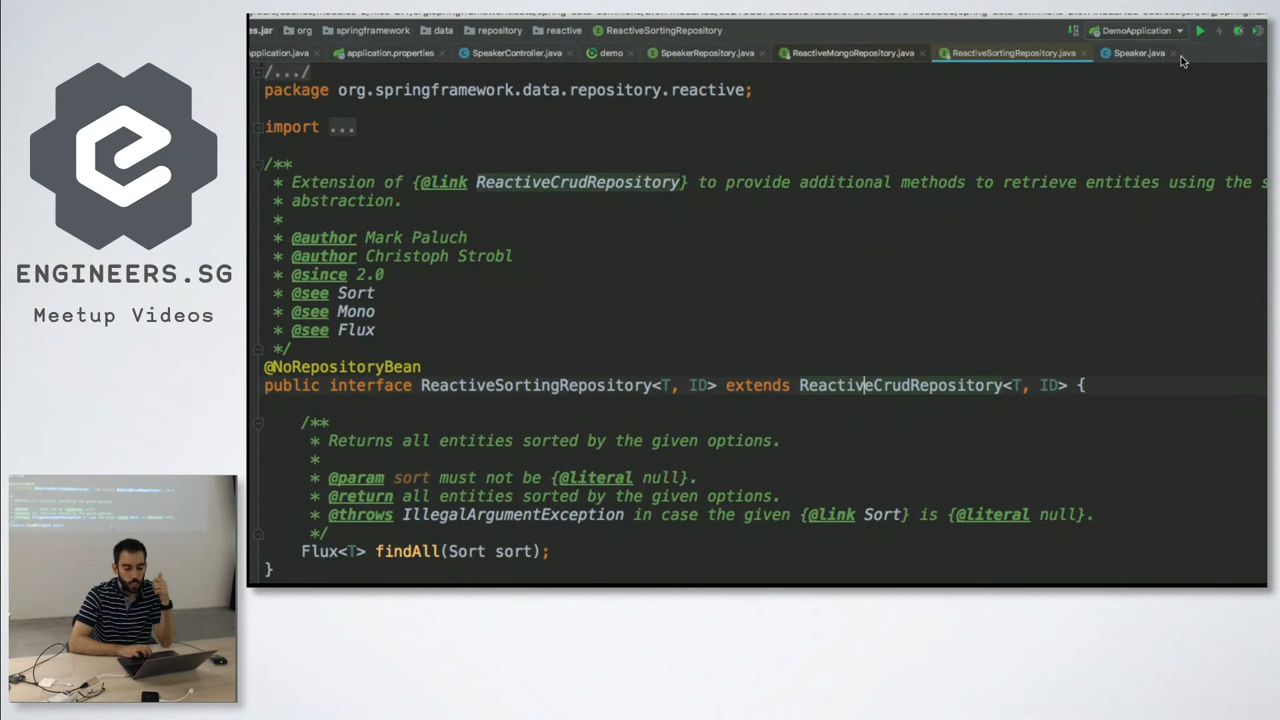 es.jar org springframework data repository reactive ReactiveSortingRepository DemoApplication
pplication.java application.properties SpeakerController.java demo SpeakerRepository.java ReactiveMongoRepository.java ReactiveSortingRepository.java Speaker.java
/.../
package org.springframework.data.repository.reactive;
import ...
/**
* Extension of {@link ReactiveCrudRepository} to provide additional methods to retrieve entities using the s
* abstraction.
*
* @author Mark Paluch
* @author Christoph Strobl
* @since 2.0
* @see Sort
* @see Mono
* @see Flux
*/
@NoRepositoryBean
public interface ReactiveSortingRepository<T, ID> extends ReactiveCrudRepository<T, ID> {
/**
* Returns all entities sorted by the given options.
*
* @param sort must not be {@literal null}.
* @return all entities sorted by the given options.
* @throws IllegalArgumentException in case the given {@link Sort} is {@literal null}.
*/
Flux<T> findAll(Sort sort);
}
ENGINEERS.SG
Meetup Videos